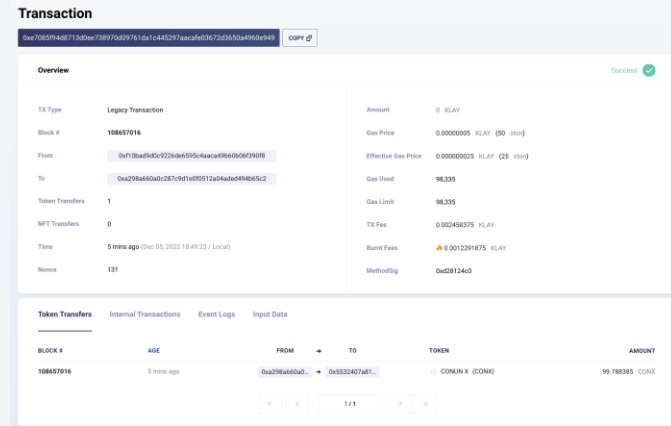 Transaction
0xe7085f94d8713d0ee738970d09761da1c445297aacafe03672d3650a4960e949 COPY
Overview
Success
TX Type Legacy Transaction
Block # 108657016
From 0xf10bad9d0c9226de6595c4aaca49b60b06f390f8
To 0xa298a660a0c287c9d1e0f0512a04aded494b65c2
Token Transfers 1
NFT Transfers 0
Time 5 mins ago (Dec 05, 2022 18:49:23 / Local)
Nonce 131
Amount 0 KLAY
Gas Price 0.00000005 KLAY (50 ston)
Effective Gas Price 0.000000025 KLAY (25 ston)
Gas Used 98,335
Gas Limit 98,335
TX Fee 0.002458375 KLAY
Burnt Fees 0.0012291875 KLAY
MethodSig 0xd28124c0
Token Transfers Internal Transactions Event Logs Input Data
BLOCK # AGE FROM TO TOKEN AMOUNT
108657016 5 mins ago 0xa298a660a0... 0x5532407a81... CONUN X (CONX) 99.788385 CONX
1 / 1